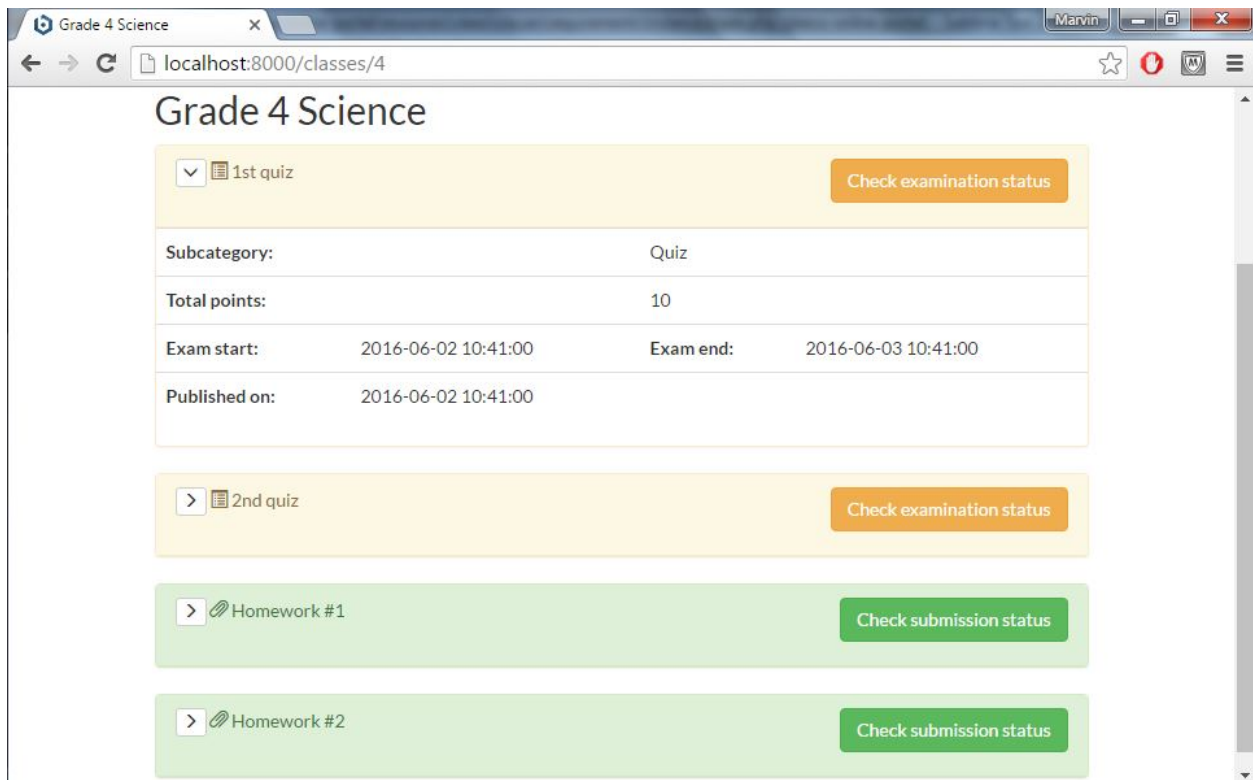 Grade 4 Science
Marvin
localhost:8000/classes/4
Grade 4 Science
1st quiz
Check examination status
Subcategory: Quiz
Total points: 10
Exam start: 2016-06-02 10:41:00 Exam end: 2016-06-03 10:41:00
Published on: 2016-06-02 10:41:00
2nd quiz
Check examination status
Homework #1
Check submission status
Homework #2
Check submission status